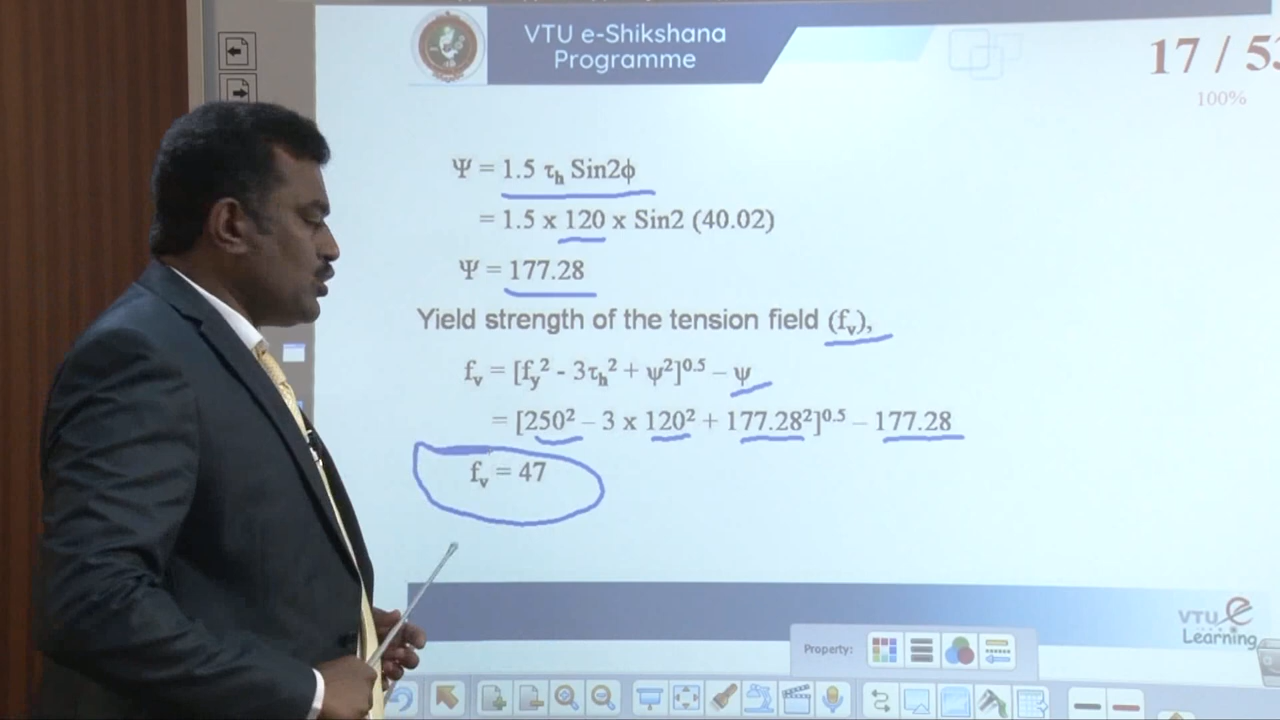 VTU e-Shikshana
Programme
17 / 53
100%
Ψ = 1.5 τₕ Sin2ϕ
= 1.5 x 120 x Sin2 (40.02)
Ψ = 177.28
Yield strength of the tension field (fᵥ),
fᵥ = [f_y² - 3τₕ² + ψ²]⁰·⁵ – ψ
= [250² – 3 x 120² + 177.28²]⁰·⁵ – 177.28
fᵥ = 47
VTU e
Learning
Property: